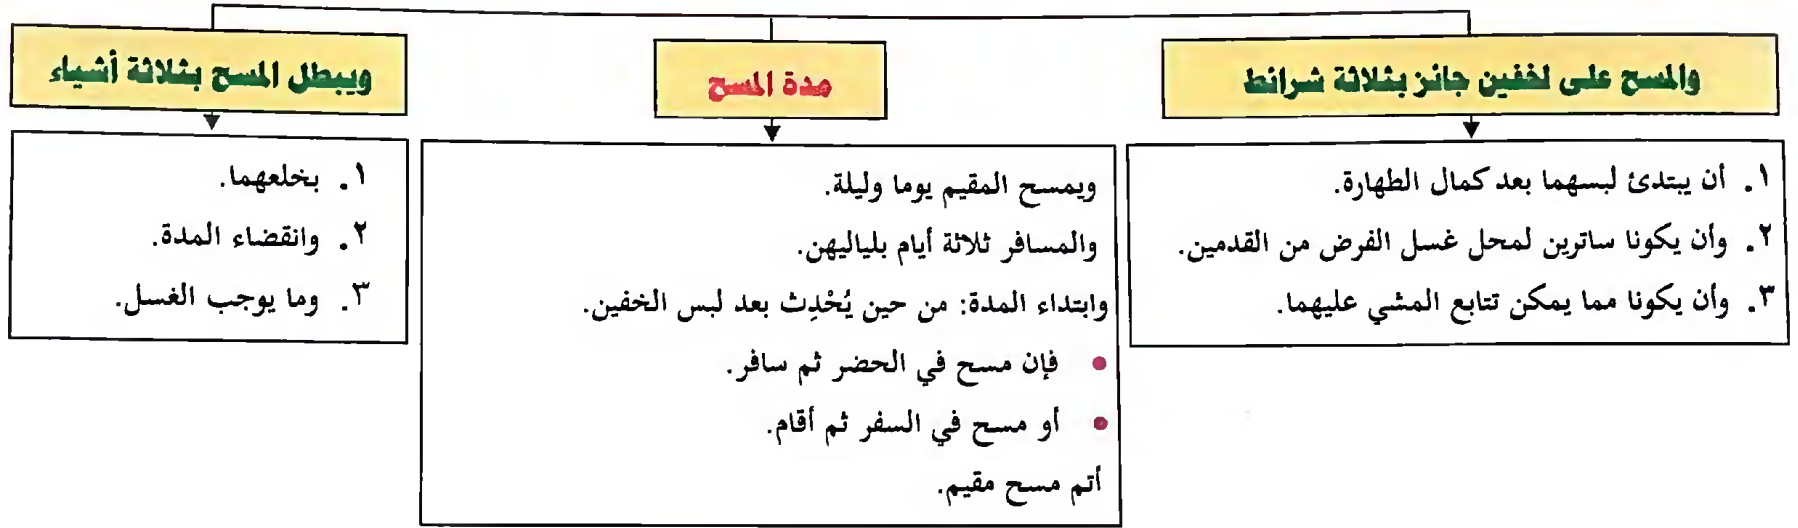 والمسح على لخفين جائز بثلاثة شرائط
١. أن يبتدئ لبسهما بعد كمال الطهارة.
٢. وأن يكونا ساترين لمحل غسل الفرض من القدمين.
٣. وأن يكونا مما يمكن تتابع المشي عليهما.
مدة المسح
ويمسح المقيم يوما وليلة.
والمسافر ثلاثة أيام بلياليهن.
وابتداء المدة: من حين يُحْدِث بعد لبس الخفين.
• فإن مسح في الحضر ثم سافر.
• أو مسح في السفر ثم أقام.
أتم مسح مقيم.
ويبطل المسح بثلاثة أشياء
١. بخلعهما.
٢. وانقضاء المدة.
٣. وما يوجب الغسل.